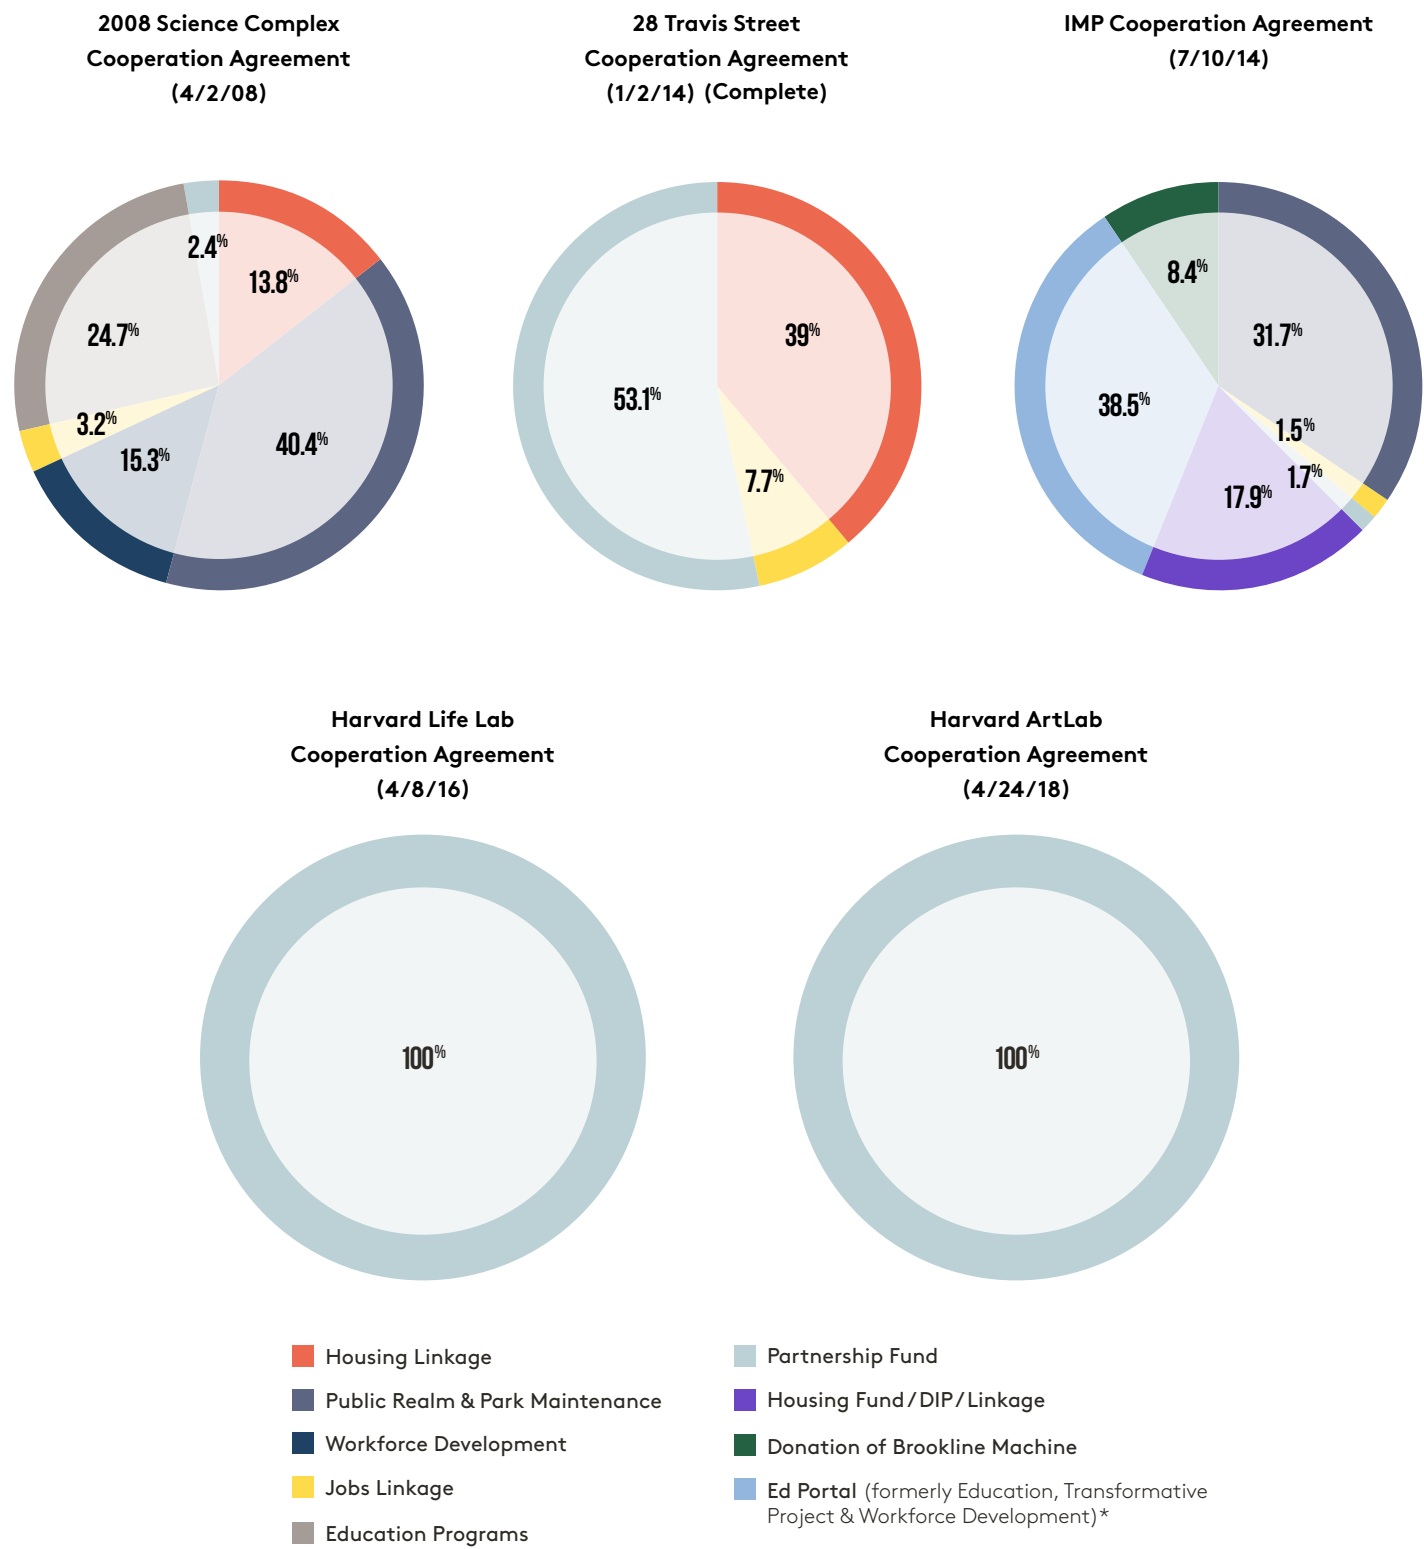 2008 Science Complex
Cooperation Agreement
(4/2/08)
28 Travis Street
Cooperation Agreement
(1/2/14) (Complete)
IMP Cooperation Agreement
(7/10/14)
2.4%
13.8%
24.7%
3.2%
15.3%
40.4%
39%
53.1%
7.7%
8.4%
31.7%
38.5%
1.5%
1.7%
17.9%
Harvard Life Lab
Cooperation Agreement
(4/8/16)
Harvard ArtLab
Cooperation Agreement
(4/24/18)
100%
100%
Housing Linkage
Public Realm & Park Maintenance
Workforce Development
Jobs Linkage
Education Programs
Partnership Fund
Housing Fund/DIP/Linkage
Donation of Brookline Machine
Ed Portal (formerly Education, Transformative
Project & Workforce Development)*